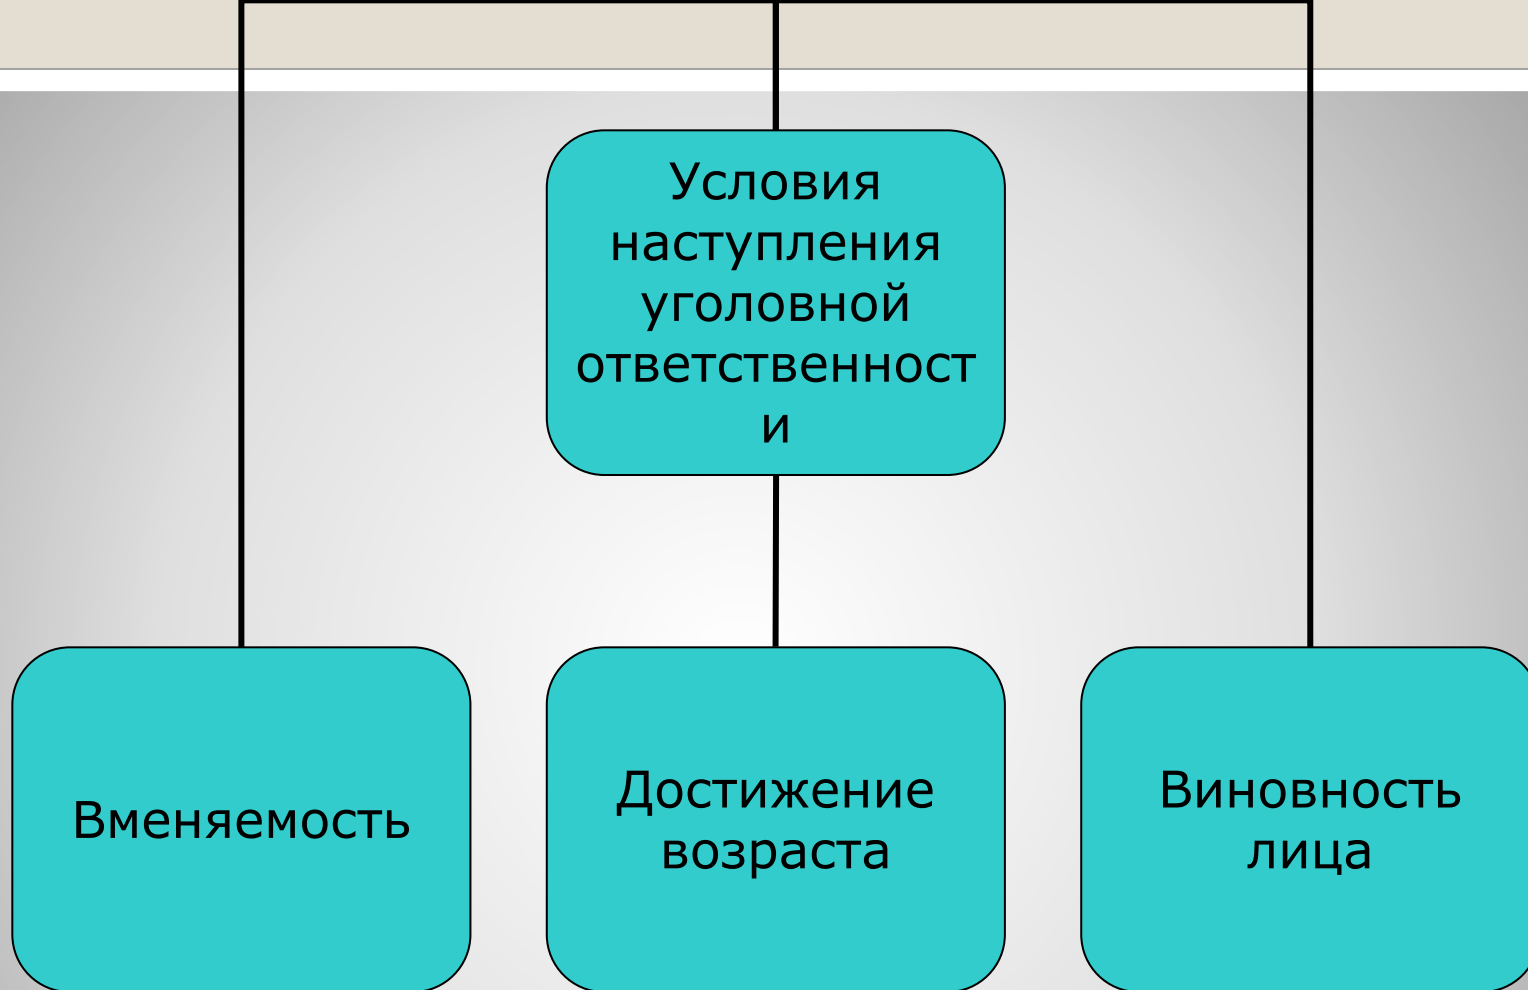 Условия
наступления
уголовной
ответственност
и
Вменяемость
Достижение
возраста
Виновность
лица